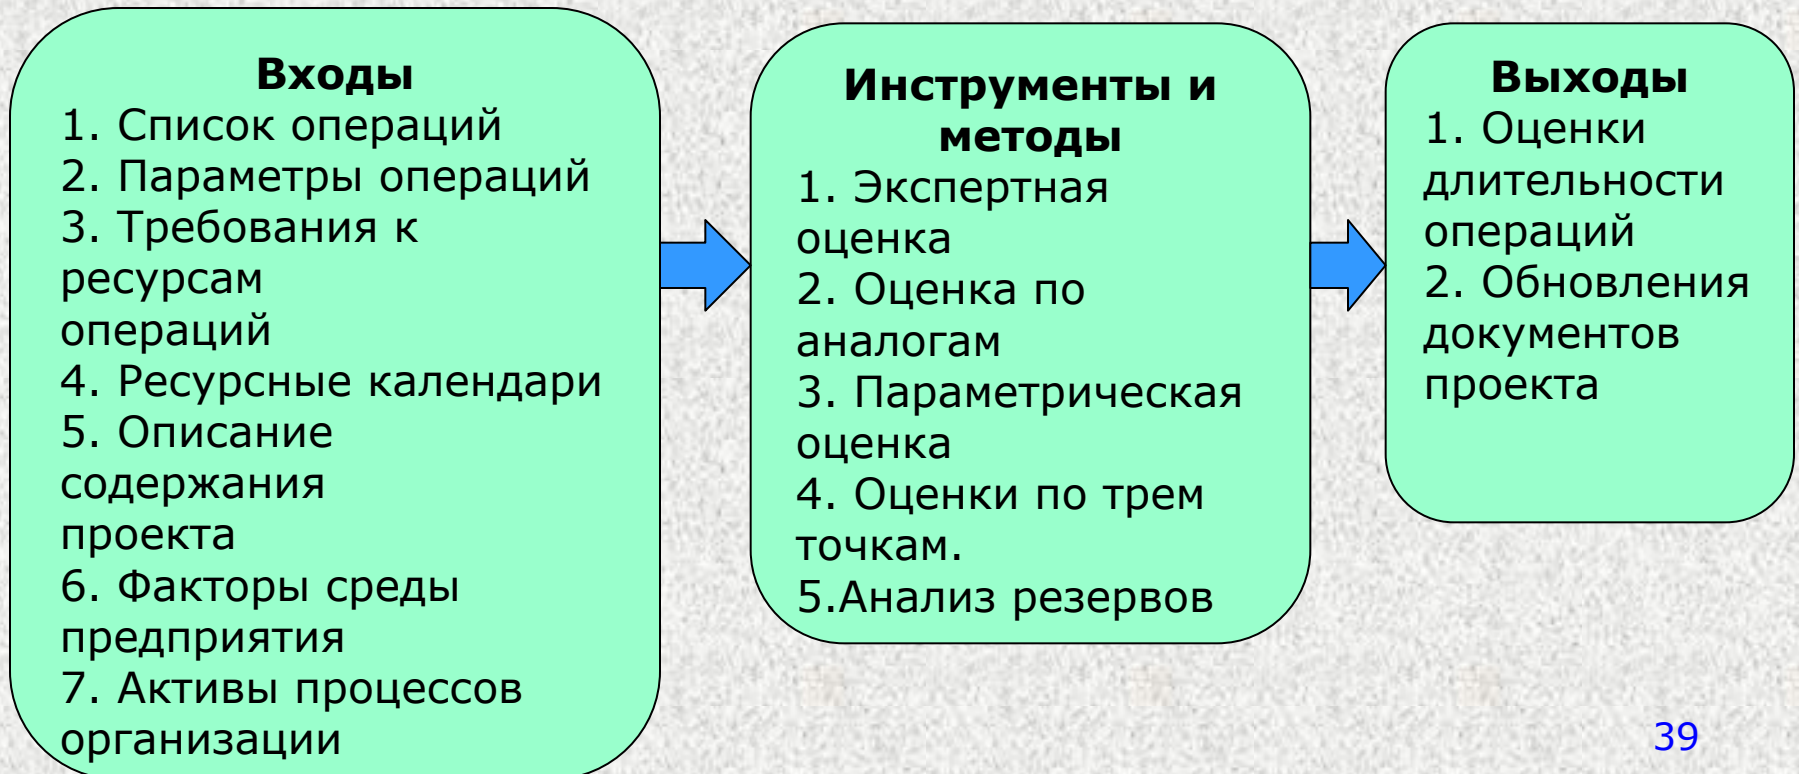 Входы
1. Список операций
2. Параметры операций
3. Требования к
ресурсам
операций
4. Ресурсные календари
5. Описание
содержания
проекта
6. Факторы среды
предприятия
7. Активы процессов
организации
Инструменты и
методы
1. Экспертная
оценка
2. Оценка по
аналогам
3. Параметрическая
оценка
4. Оценки по трем
точкам.
5.Анализ резервов
Выходы
1. Оценки
длительности
операций
2. Обновления
документов
проекта
39